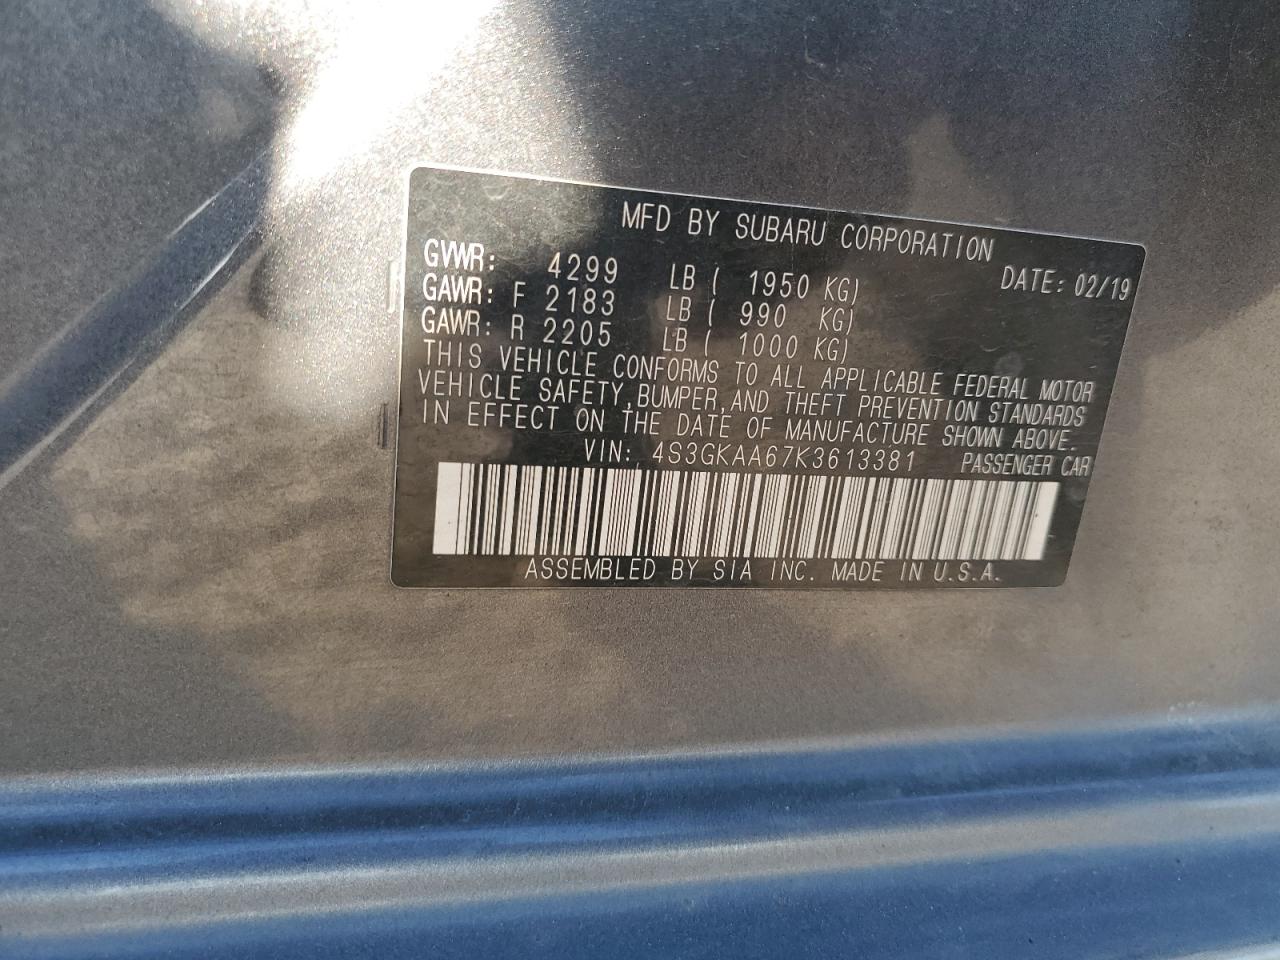 MFD BY SUBARU CORPORATION
GVWR: 4299 LB ( 1950 KG) DATE: 02/19
GAWR: F 2183 LB ( 990 KG)
GAWR: R 2205 LB ( 1000 KG)
THIS VEHICLE CONFORMS TO ALL APPLICABLE FEDERAL MOTOR
VEHICLE SAFETY, BUMPER, AND THEFT PREVENTION STANDARDS
IN EFFECT ON THE DATE OF MANUFACTURE SHOWN ABOVE.
VIN: 4S3GKAA67K3613381 PASSENGER CAR
ASSEMBLED BY SIA INC. MADE IN U.S.A.